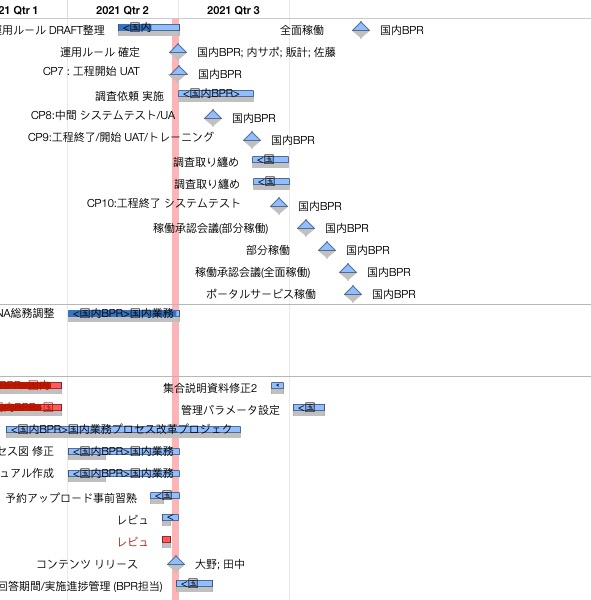 21 Qtr 1 2021 Qtr 2 2021 Qtr 3
運用ルール DRAFT整理 <国内 全面稼働 国内BPR
運用ルール 確定 国内BPR; 内サポ; 販計; 佐藤
CP7 : 工程開始 UAT 国内BPR
調査依頼 実施 <国内BPR>
CP8:中間 システムテスト/UA 国内BPR
CP9:工程終了/開始 UAT/トレーニング 国内BPR
調査取り纏め <国
調査取り纏め <国
CP10:工程終了 システムテスト 国内BPR
稼働承認会議(部分稼働) 国内BPR
部分稼働 国内BPR
稼働承認会議(全面稼働) 国内BPR
ポータルサービス稼働 国内BPR
NA総務調整 <国内BPR>国内業務
集合説明資料修正2 <
管理パラメータ設定 <国
<国内BPR>国内業務プロセス改革プロジェク
セス図 修正 <国内BPR>国内業務
ュアル作成 <国内BPR>国内業務
予約アップロード事前習熟 <国
レビュ <
レビュ
コンテンツ リリース 大野; 田中
回答期間/実施進捗管理 (BPR担当) <国